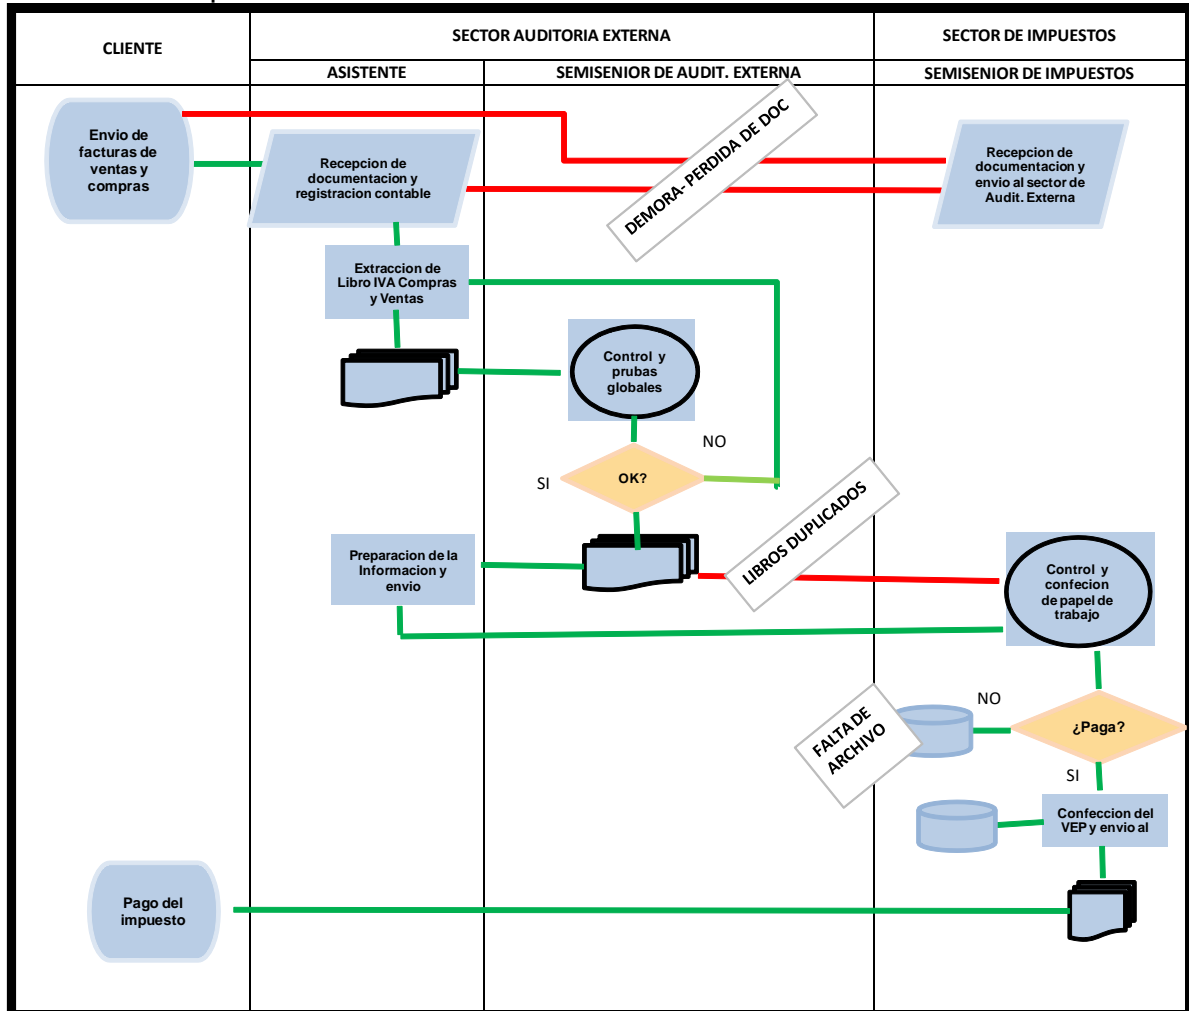 CLIENTE
SECTOR AUDITORIA EXTERNA
SECTOR DE IMPUESTOS
ASISTENTE
SEMISENIOR DE AUDIT. EXTERNA
SEMISENIOR DE IMPUESTOS
Envio de
facturas de
ventas y
compras
Recepcion de
documentacion y
registracion contable
DEMORA- PERDIDA DE DOC
Recepcion de
documentacion y
envio al sector de
Audit. Externa
Extraccion de
Libro IVA Compras
y Ventas
Control y
prubas
globales
NO
SI
OK?
LIBROS DUPLICADOS
Preparacion de la
Informacion y
envio
Control y
confecion
de papel de
trabajo
NO
¿Paga?
FALTA DE
ARCHIVO
SI
Confeccion del
VEP y envio al
Pago del
impuesto